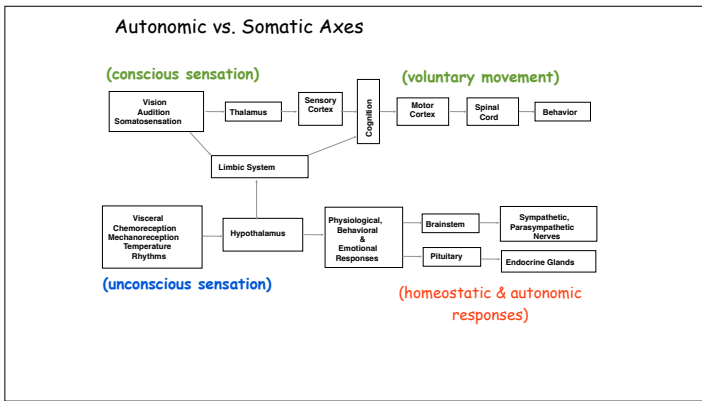 Autonomic vs. Somatic Axes
(conscious sensation)
(voluntary movement)
Vision
Audition
Somatosensation
Thalamus
Sensory
Cortex
Cognition
Motor
Cortex
Spinal
Cord
Behavior
Limbic System
Visceral
Chemoreception
Mechanoreception
Temperature
Rhythms
Hypothalamus
Physiological,
Behavioral
&
Emotional
Responses
Brainstem
Sympathetic,
Parasympathetic
Nerves
Pituitary
Endocrine Glands
(unconscious sensation)
(homeostatic & autonomic
responses)